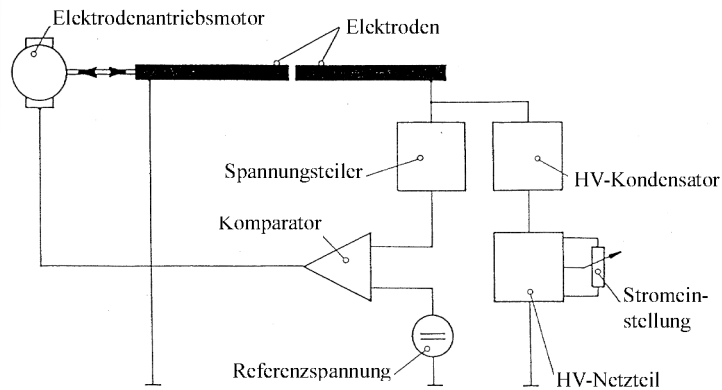 Elektrodenantriebsmotor
Elektroden
Spannungsteiler
HV-Kondensator
Komparator
Stromein-
stellung
Referenzspannung
HV-Netzteil